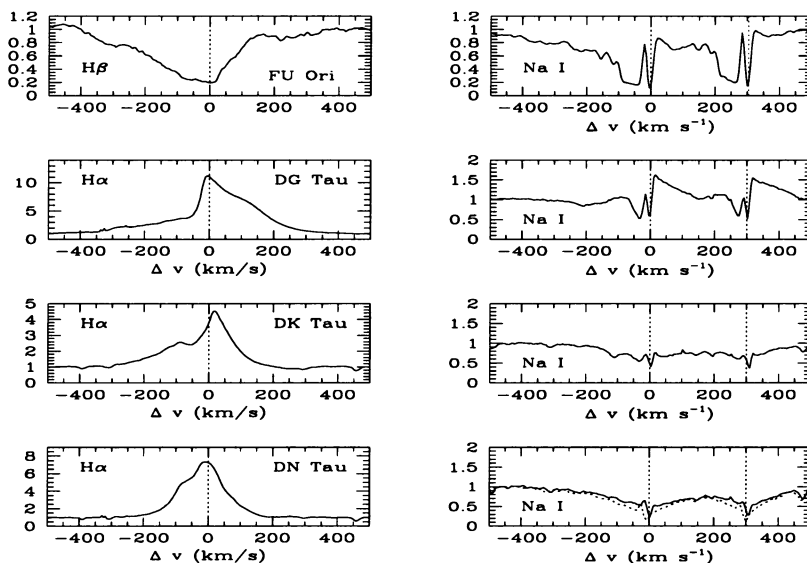 1.2
1
0.8
0.6
0.4
0.2
0
Hβ
FU Ori
−400 −200 0 200 400
Δ v (km/s)
1.2
1
0.8
0.6
0.4
0.2
0
Na I
−400 −200 0 200 400
Δ v (km s⁻¹)
10
5
0
Hα
DG Tau
−400 −200 0 200 400
Δ v (km/s)
2
1.5
1
0.5
0
Na I
−400 −200 0 200 400
Δ v (km s⁻¹)
5
4
3
2
1
0
Hα
DK Tau
−400 −200 0 200 400
Δ v (km/s)
2
1.5
1
0.5
0
Na I
−400 −200 0 200 400
Δ v (km s⁻¹)
8
6
4
2
0
Hα
DN Tau
−400 −200 0 200 400
Δ v (km/s)
2
1.5
1
0.5
0
Na I
−400 −200 0 200 400
Δ v (km s⁻¹)